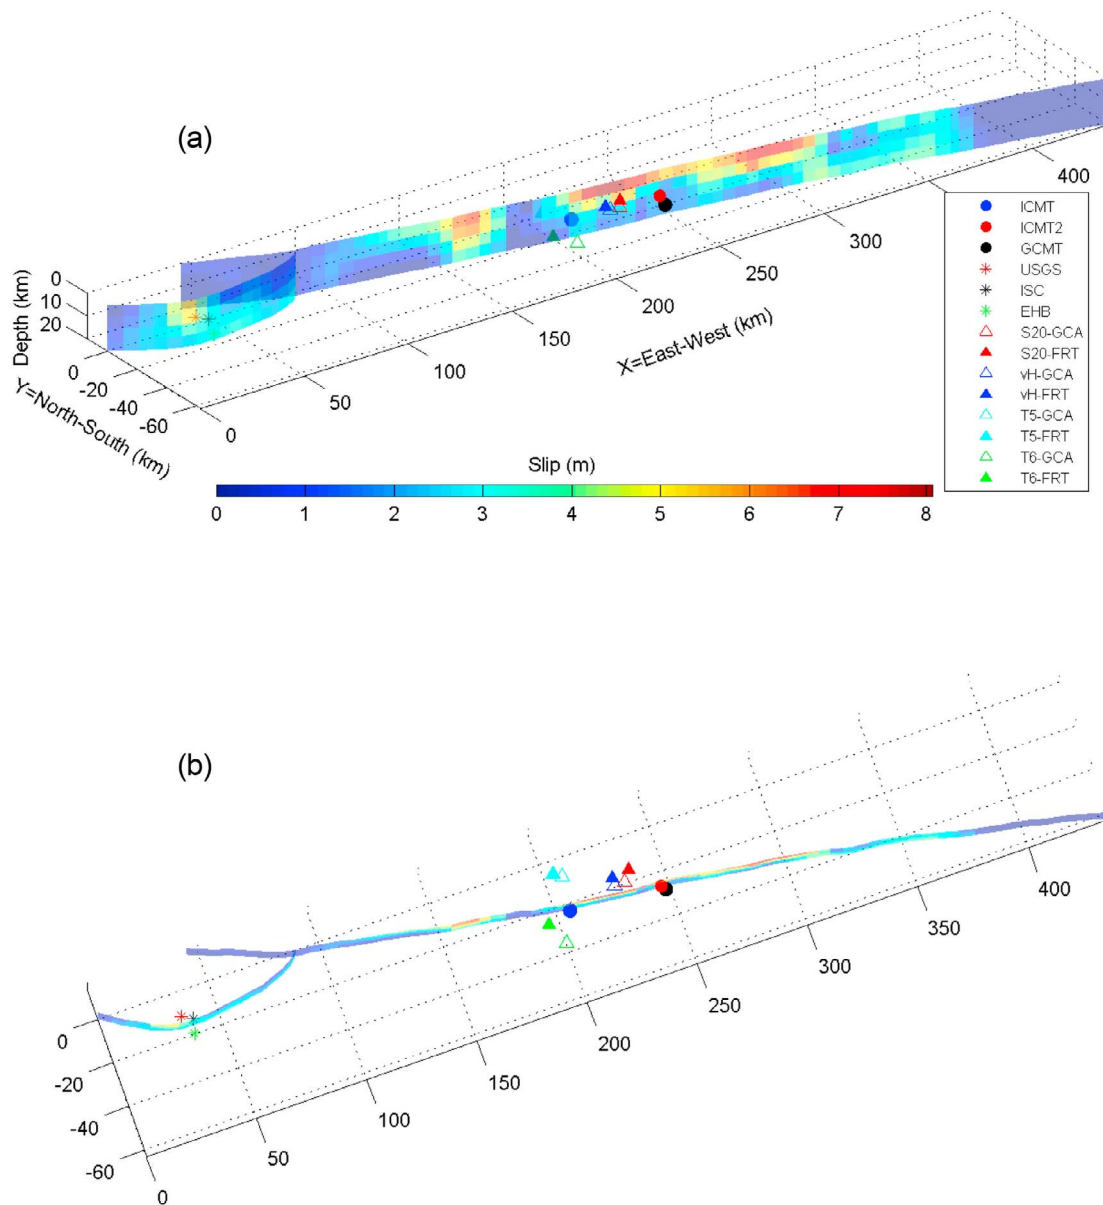 (a)
0
10
20
Depth (km)
0
-20
-40
-60
Y=North-South (km)
0
50
100
150
200
250
300
350
400
X=East-West (km)
ICMT
ICMT2
GCMT
USGS
ISC
EHB
S20-GCA
S20-FRT
vH-GCA
vH-FRT
T5-GCA
T5-FRT
T6-GCA
T6-FRT
Slip (m)
0 1 2 3 4 5 6 7 8
(b)
0
-20
-40
-60
0
50
100
150
200
250
300
350
400